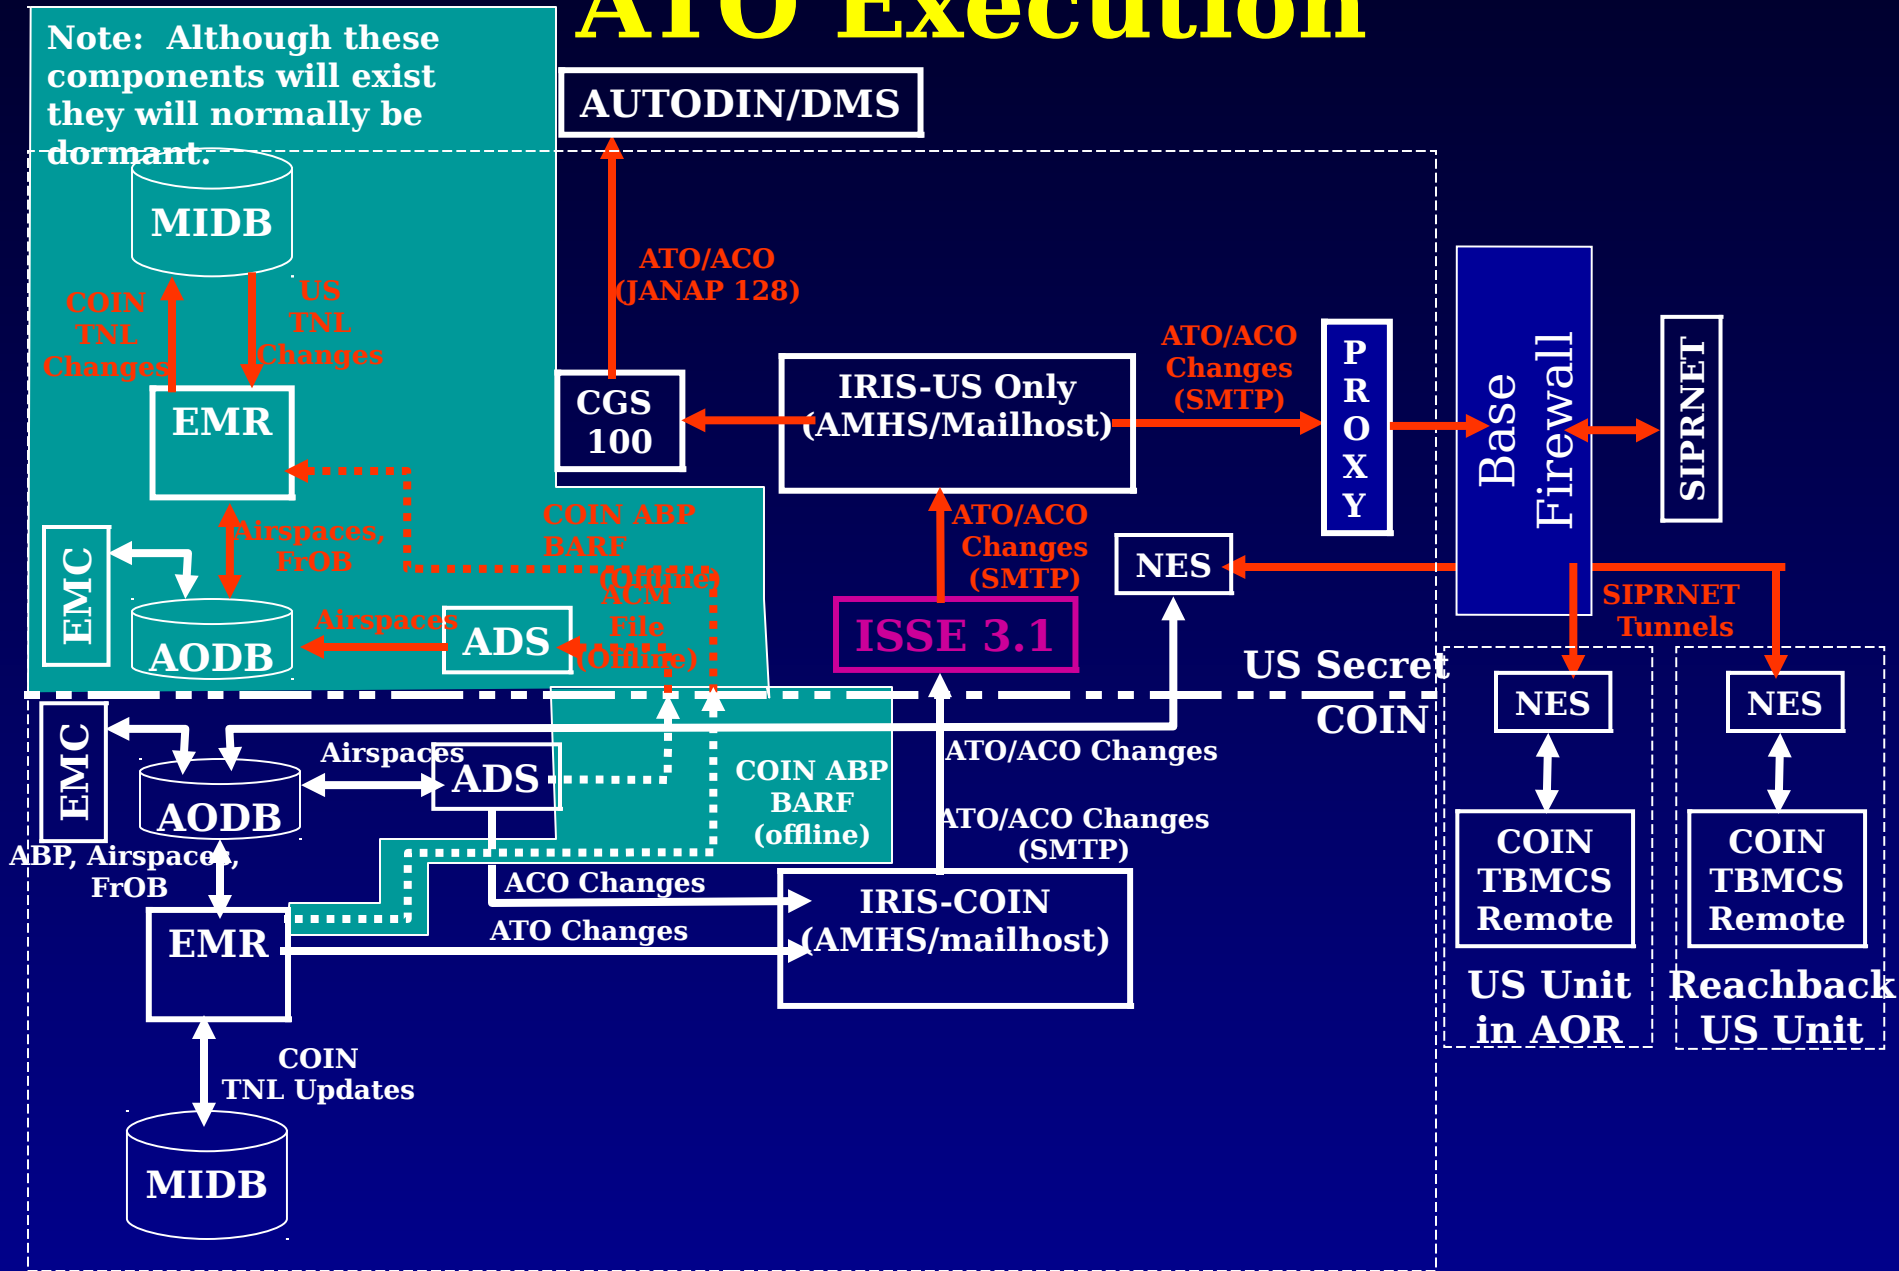 ATO Execution
Note:  Although these
components will exist
they will normally be
dormant.
AUTODIN/DMS
MIDB
COIN
TNL
Changes
US
TNL
Changes
ATO/ACO
(JANAP 128)
EMR
CGS
100
IRIS-US Only
(AMHS/Mailhost)
ATO/ACO
Changes
(SMTP)
P
R
O
X
Y
Base
Firewall
SIPRNET
Airspaces,
FrOB
COIN ABP
BARF
(Offline)
ATO/ACO
Changes
(SMTP)
NES
EMC
AODB
Airspaces
ADS
ACM
File
(Offline)
ISSE 3.1
SIPRNET
Tunnels
US Secret
COIN
EMC
AODB
Airspaces
ADS
COIN ABP
BARF
(offline)
ATO/ACO Changes
ATO/ACO Changes
(SMTP)
NES
NES
ABP, Airspaces,
FrOB
EMR
ACO Changes
ATO Changes
IRIS-COIN
(AMHS/mailhost)
COIN
TBMCS
Remote
COIN
TBMCS
Remote
US Unit
in AOR
Reachback
US Unit
COIN
TNL Updates
MIDB